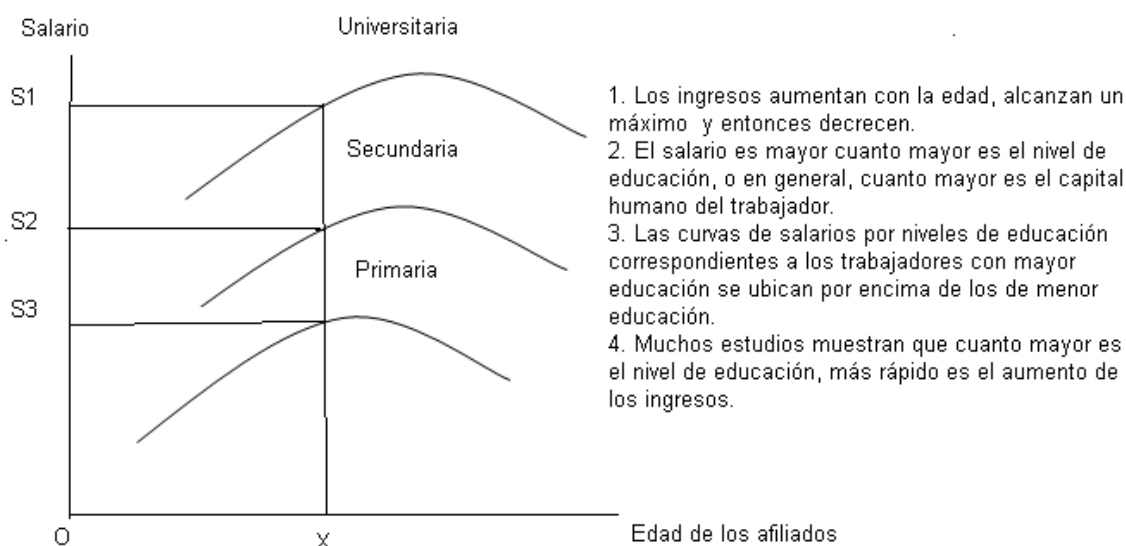 Salario
Universitaria
S1
Secundaria
S2
Primaria
S3
O
X
Edad de los afiliados
1. Los ingresos aumentan con la edad, alcanzan un
máximo y entonces decrecen.
2. El salario es mayor cuanto mayor es el nivel de
educación, o en general, cuanto mayor es el capital
humano del trabajador.
3. Las curvas de salarios por niveles de educación
correspondientes a los trabajadores con mayor
educación se ubican por encima de los de menor
educación.
4. Muchos estudios muestran que cuanto mayor es
el nivel de educación, más rápido es el aumento de
los ingresos.